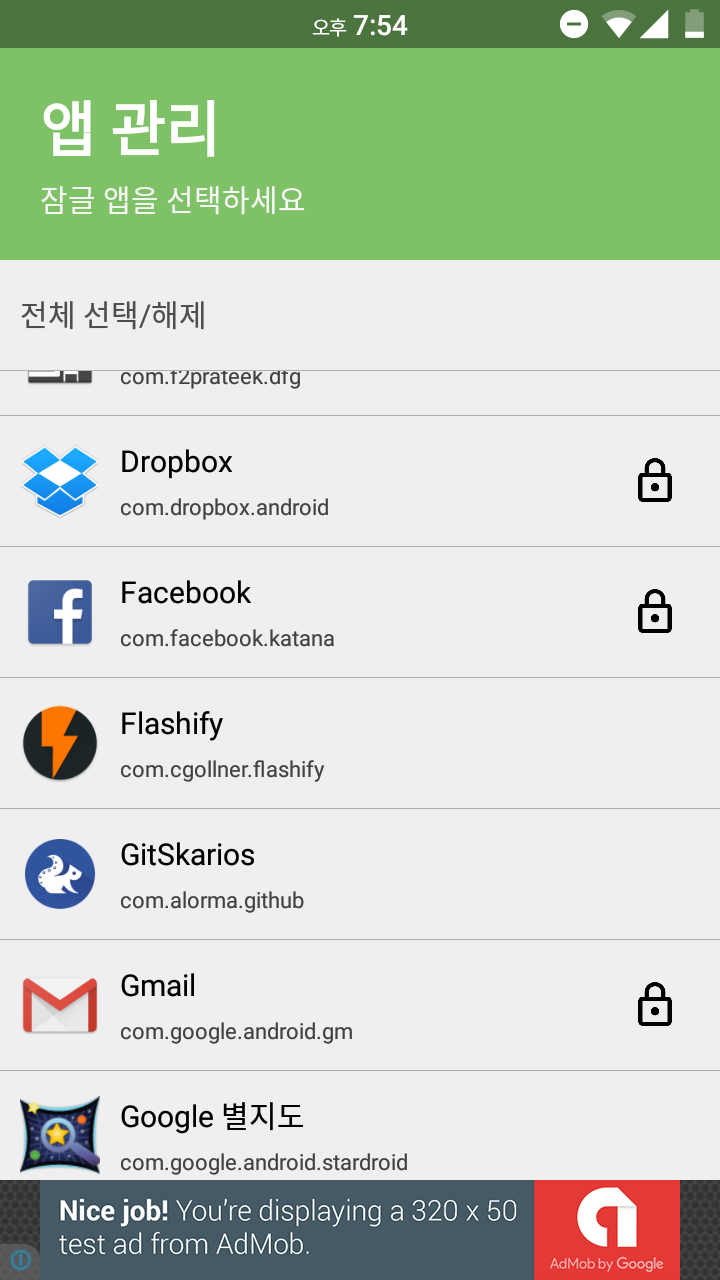 오후 7:54
앱 관리
잠글 앱을 선택하세요
전체 선택/해제
com.f2prateek.dfg
Dropbox
com.dropbox.android
Facebook
com.facebook.katana
Flashify
com.cgollner.flashify
GitSkarios
com.alorma.github
Gmail
com.google.android.gm
Google 별지도
com.google.android.stardroid
Nice job! You're displaying a 320 x 50
test ad from AdMob.
AdMob by Google